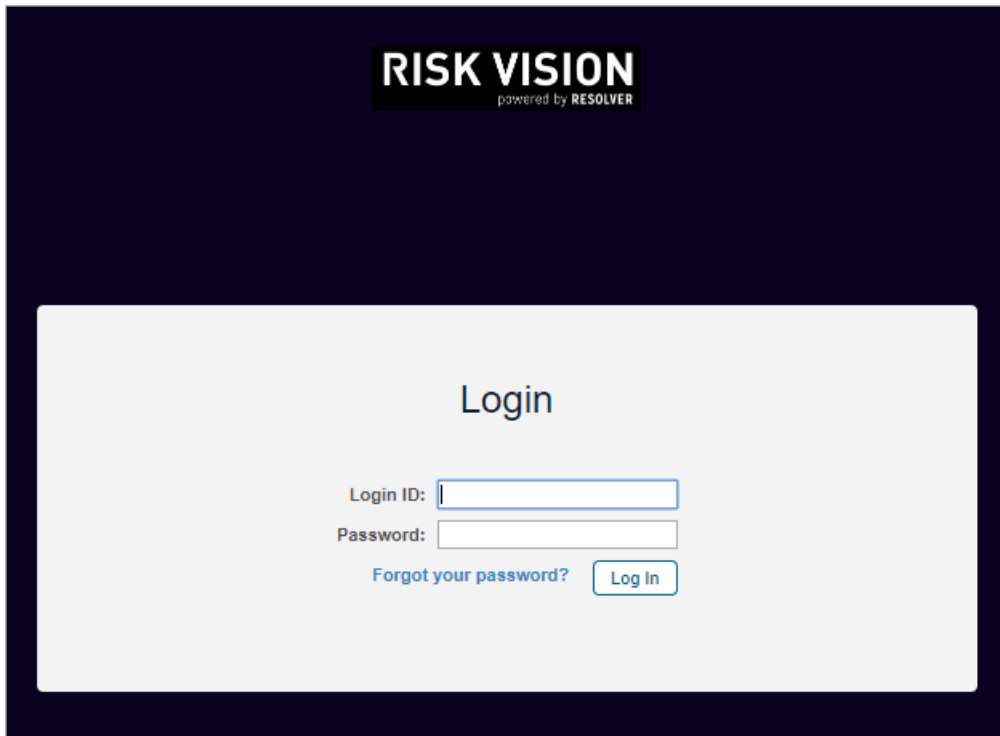 RISK VISION
powered by RESOLVER
Login
Login ID:
Password:
Forgot your password? Log In